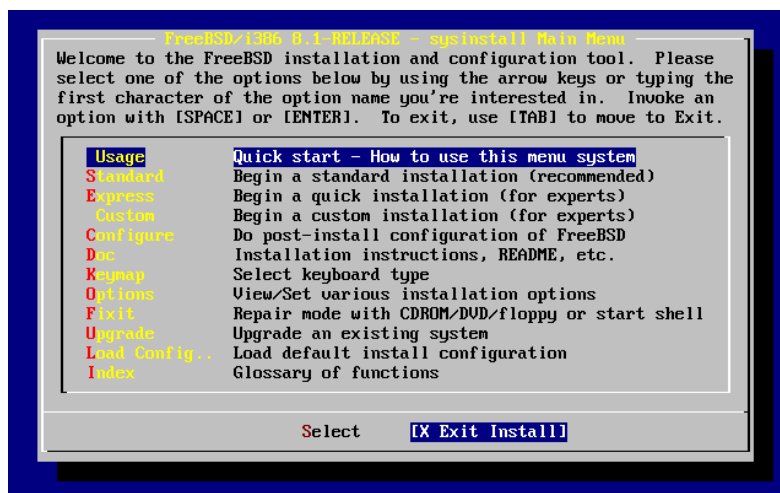 FreeBSD/i386 8.1-RELEASE - sysinstall Main Menu
Welcome to the FreeBSD installation and configuration tool.  Please
select one of the options below by using the arrow keys or typing the
first character of the option name you're interested in.  Invoke an
option with [SPACE] or [ENTER].  To exit, use [TAB] to move to Exit.
Usage Quick start - How to use this menu system
Standard Begin a standard installation (recommended)
Express Begin a quick installation (for experts)
Custom Begin a custom installation (for experts)
Configure Do post-install configuration of FreeBSD
Doc Installation instructions, README, etc.
Keymap Select keyboard type
Options View/Set various installation options
Fixit Repair mode with CDROM/DVD/floppy or start shell
Upgrade Upgrade an existing system
Load Config.. Load default install configuration
Index Glossary of functions
Select [X Exit Install]